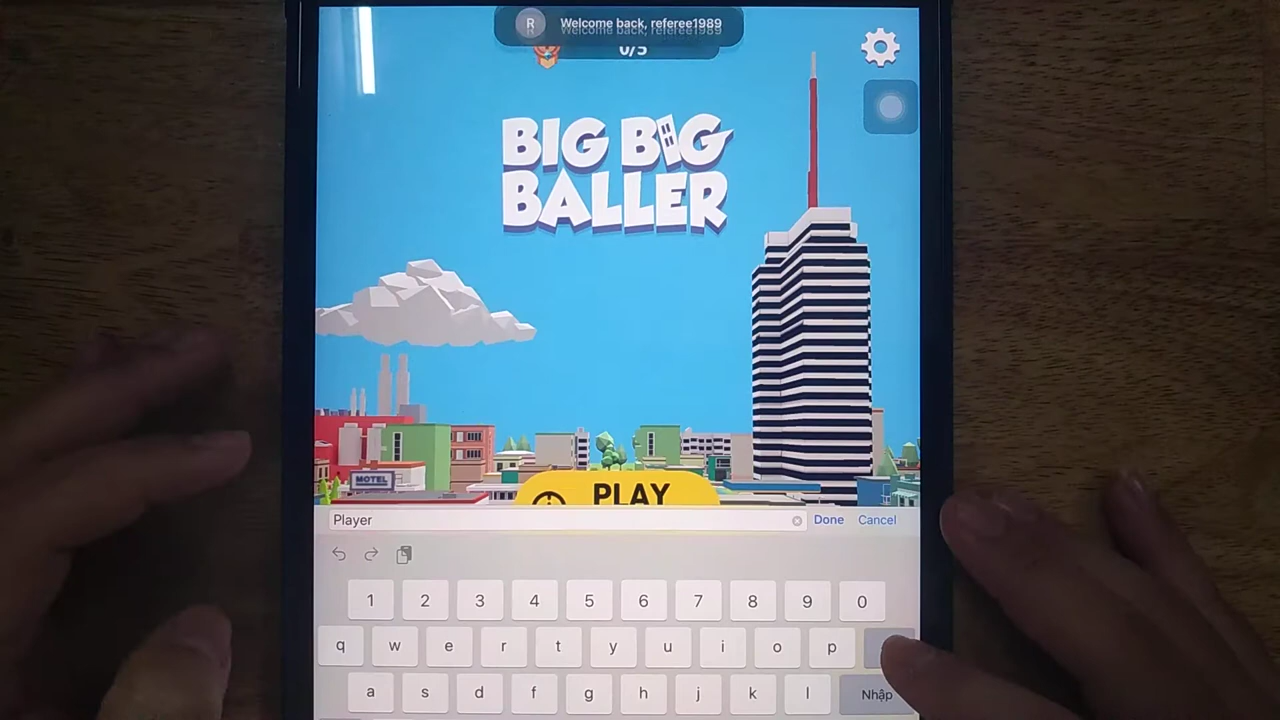 R Welcome back, referee1989
0/5
BIG BIG
BALLER
MOTEL
PLAY
Player Done Cancel
1 2 3 4 5 6 7 8 9 0
q w e r t y u i o p
a s d f g h j k l Nhập